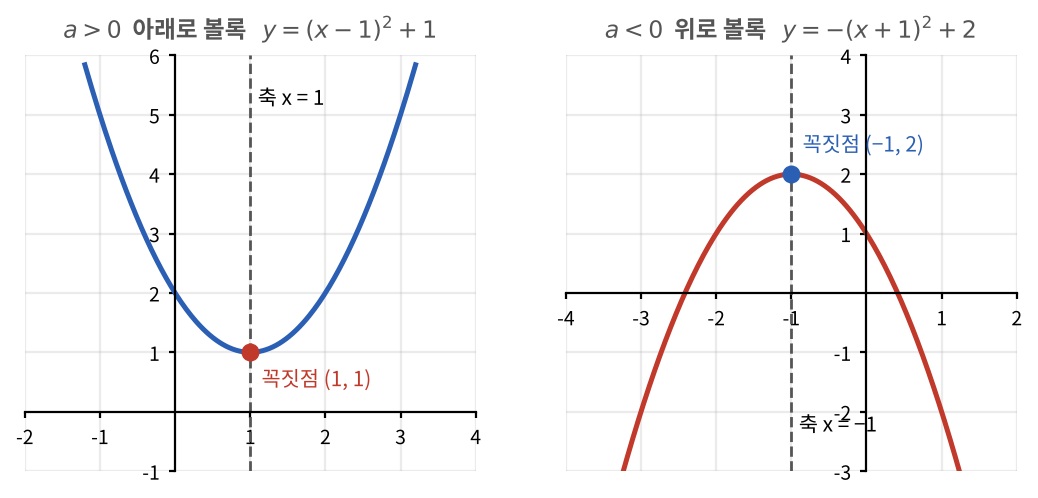 a > 0 아래로 볼록 y = (x − 1)² + 1
6
5
4
3
2
1
-1
-2 -1 1 2 3 4
축 x = 1
꼭짓점 (1, 1)
a < 0 위로 볼록 y = −(x + 1)² + 2
4
3
2
1
-1
-2
-3
-4 -3 -2 -1 1 2
꼭짓점 (−1, 2)
축 x = −1